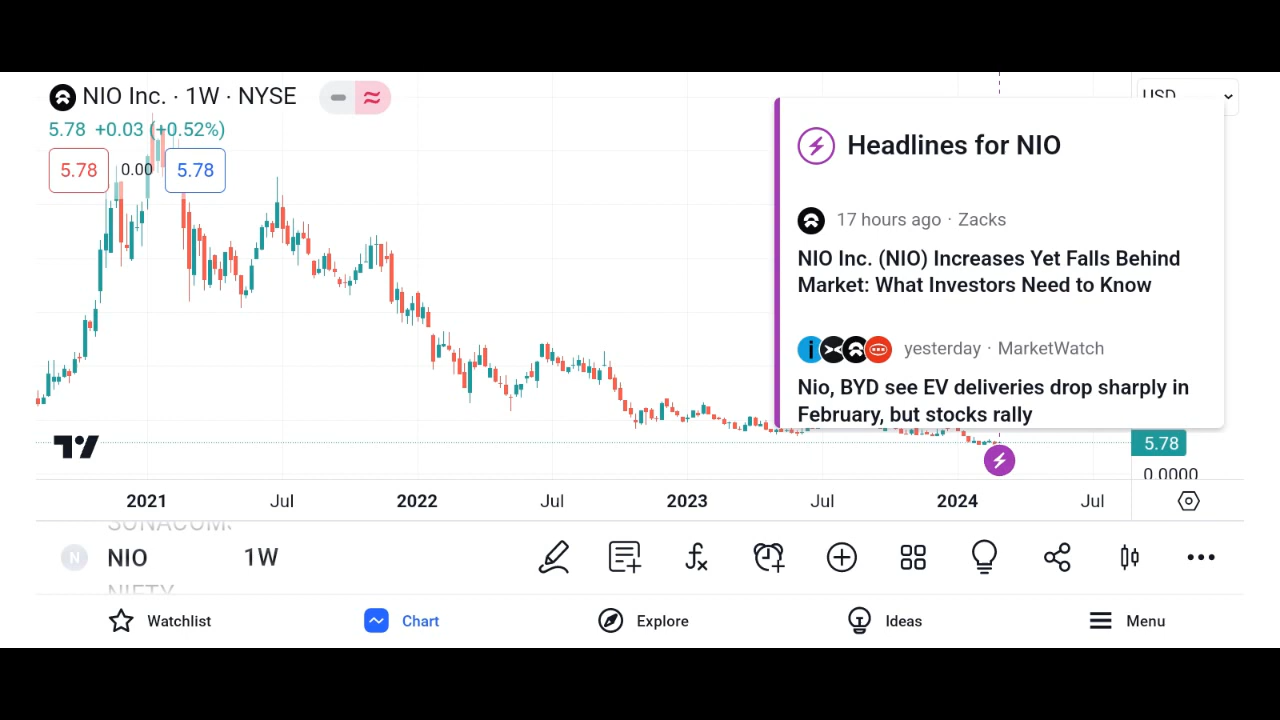 NIO Inc. · 1W · NYSE
USD
5.78 +0.03 (+0.52%)
5.78 0.00 5.78
Headlines for NIO
17 hours ago · Zacks
NIO Inc. (NIO) Increases Yet Falls Behind
Market: What Investors Need to Know
yesterday · MarketWatch
Nio, BYD see EV deliveries drop sharply in
February, but stocks rally
5.78
0.0000
2021 Jul 2022 Jul 2023 Jul 2024 Jul
SONACOMS
N NIO 1W
NIFTY
Watchlist Chart Explore Ideas Menu